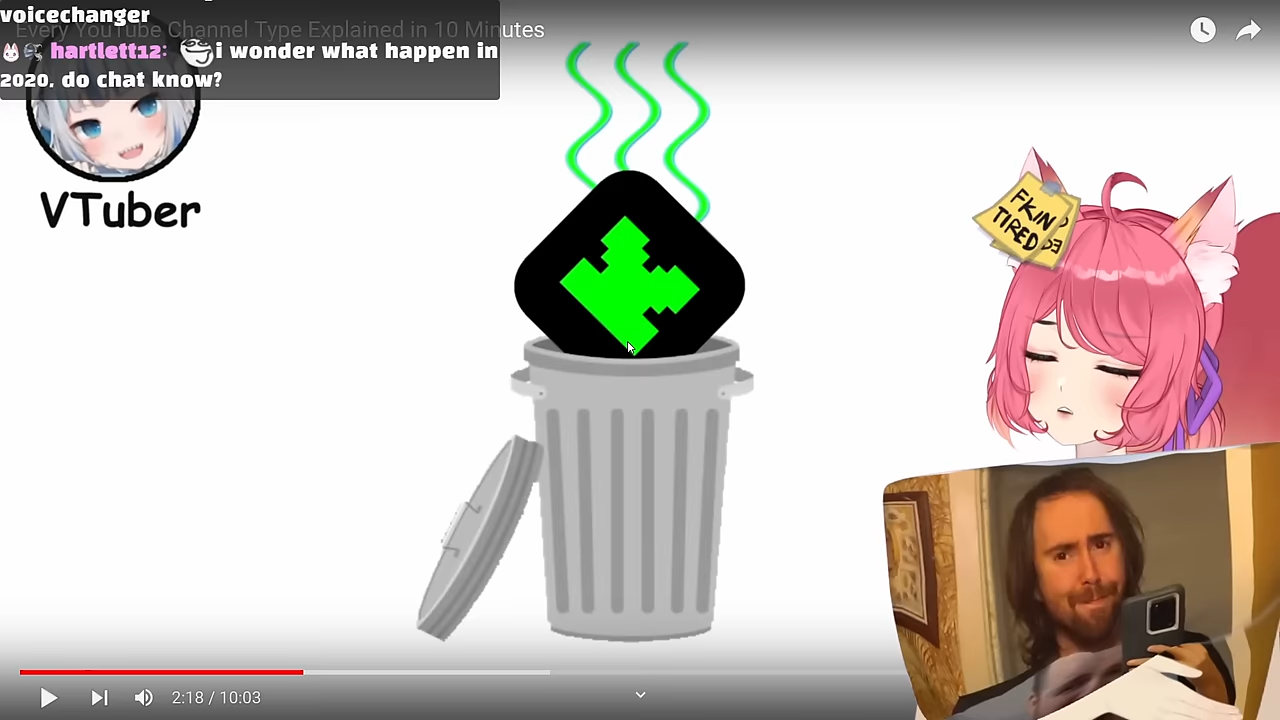 voicechanger
Every YouTube Channel Type Explained in 10 Minutes
hartlett12: i wonder what happen in
2020. do chat know?
VTuber
FKIN
TIRED
2:18 / 10:03